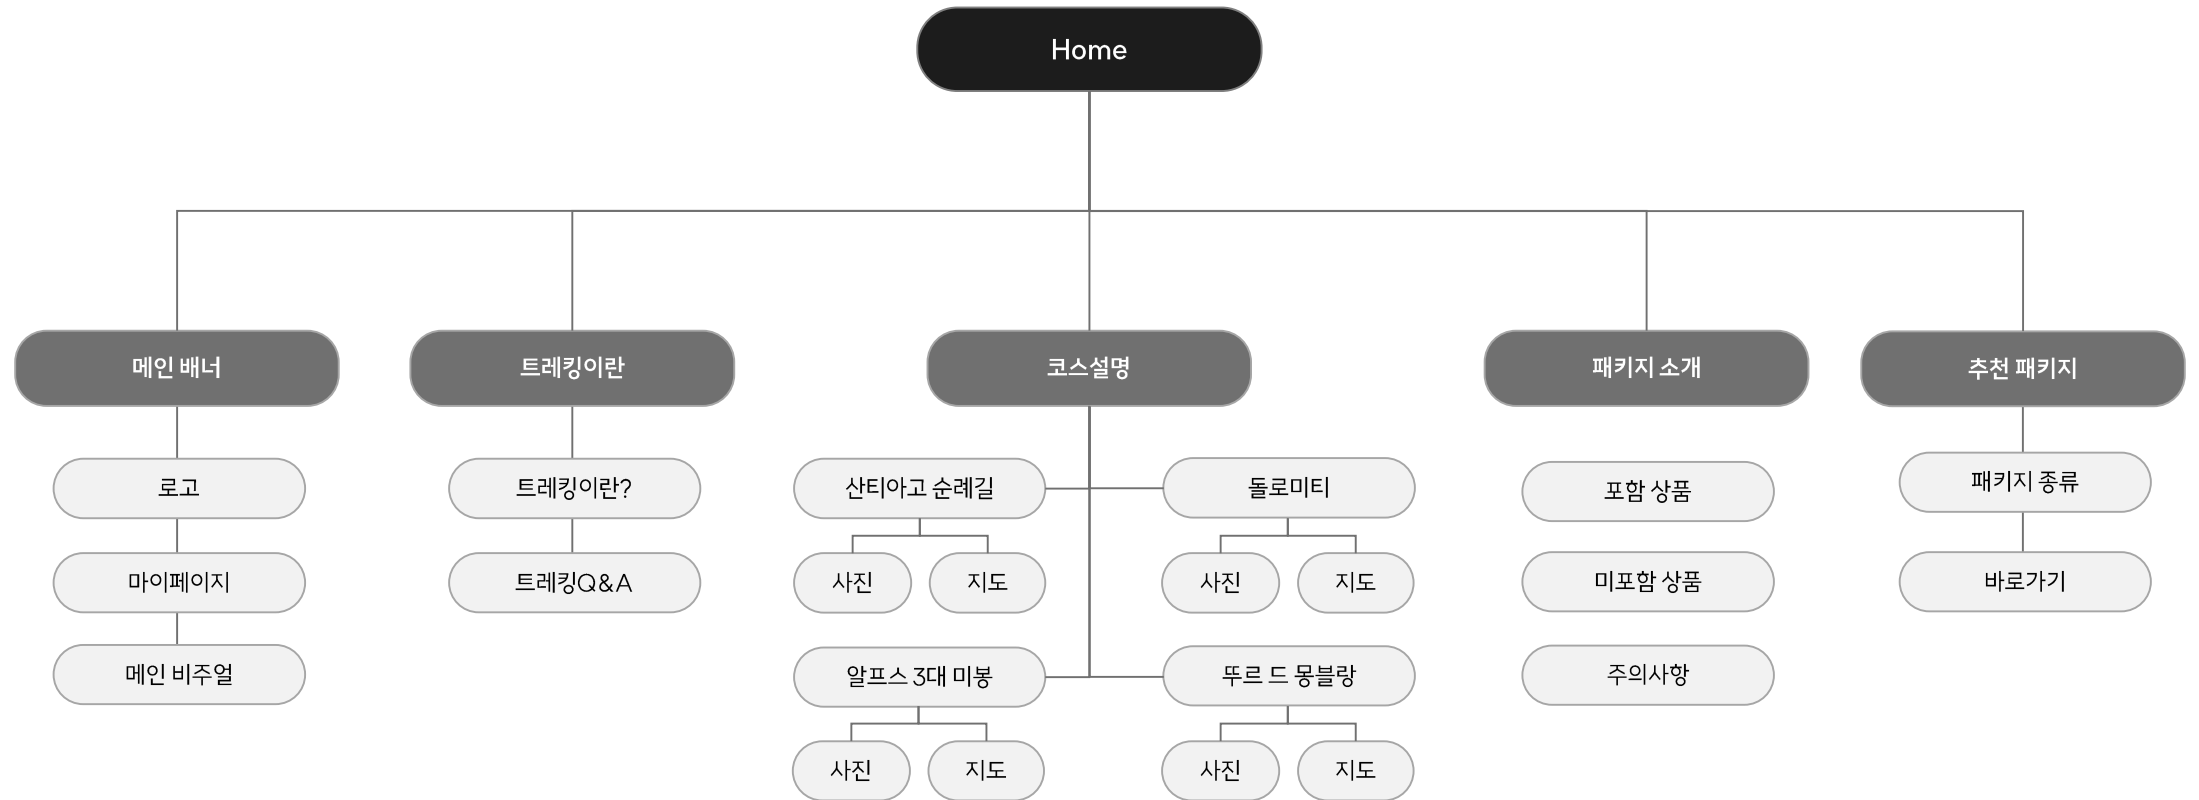 Home
메인 배너
트레킹이란
코스설명
패키지 소개
추천 패키지
로고
마이페이지
메인 비주얼
트레킹이란?
트레킹Q&A
산티아고 순례길
돌로미티
사진
지도
사진
지도
알프스 3대 미봉
뚜르 드 몽블랑
사진
지도
사진
지도
포함 상품
미포함 상품
주의사항
패키지 종류
바로가기